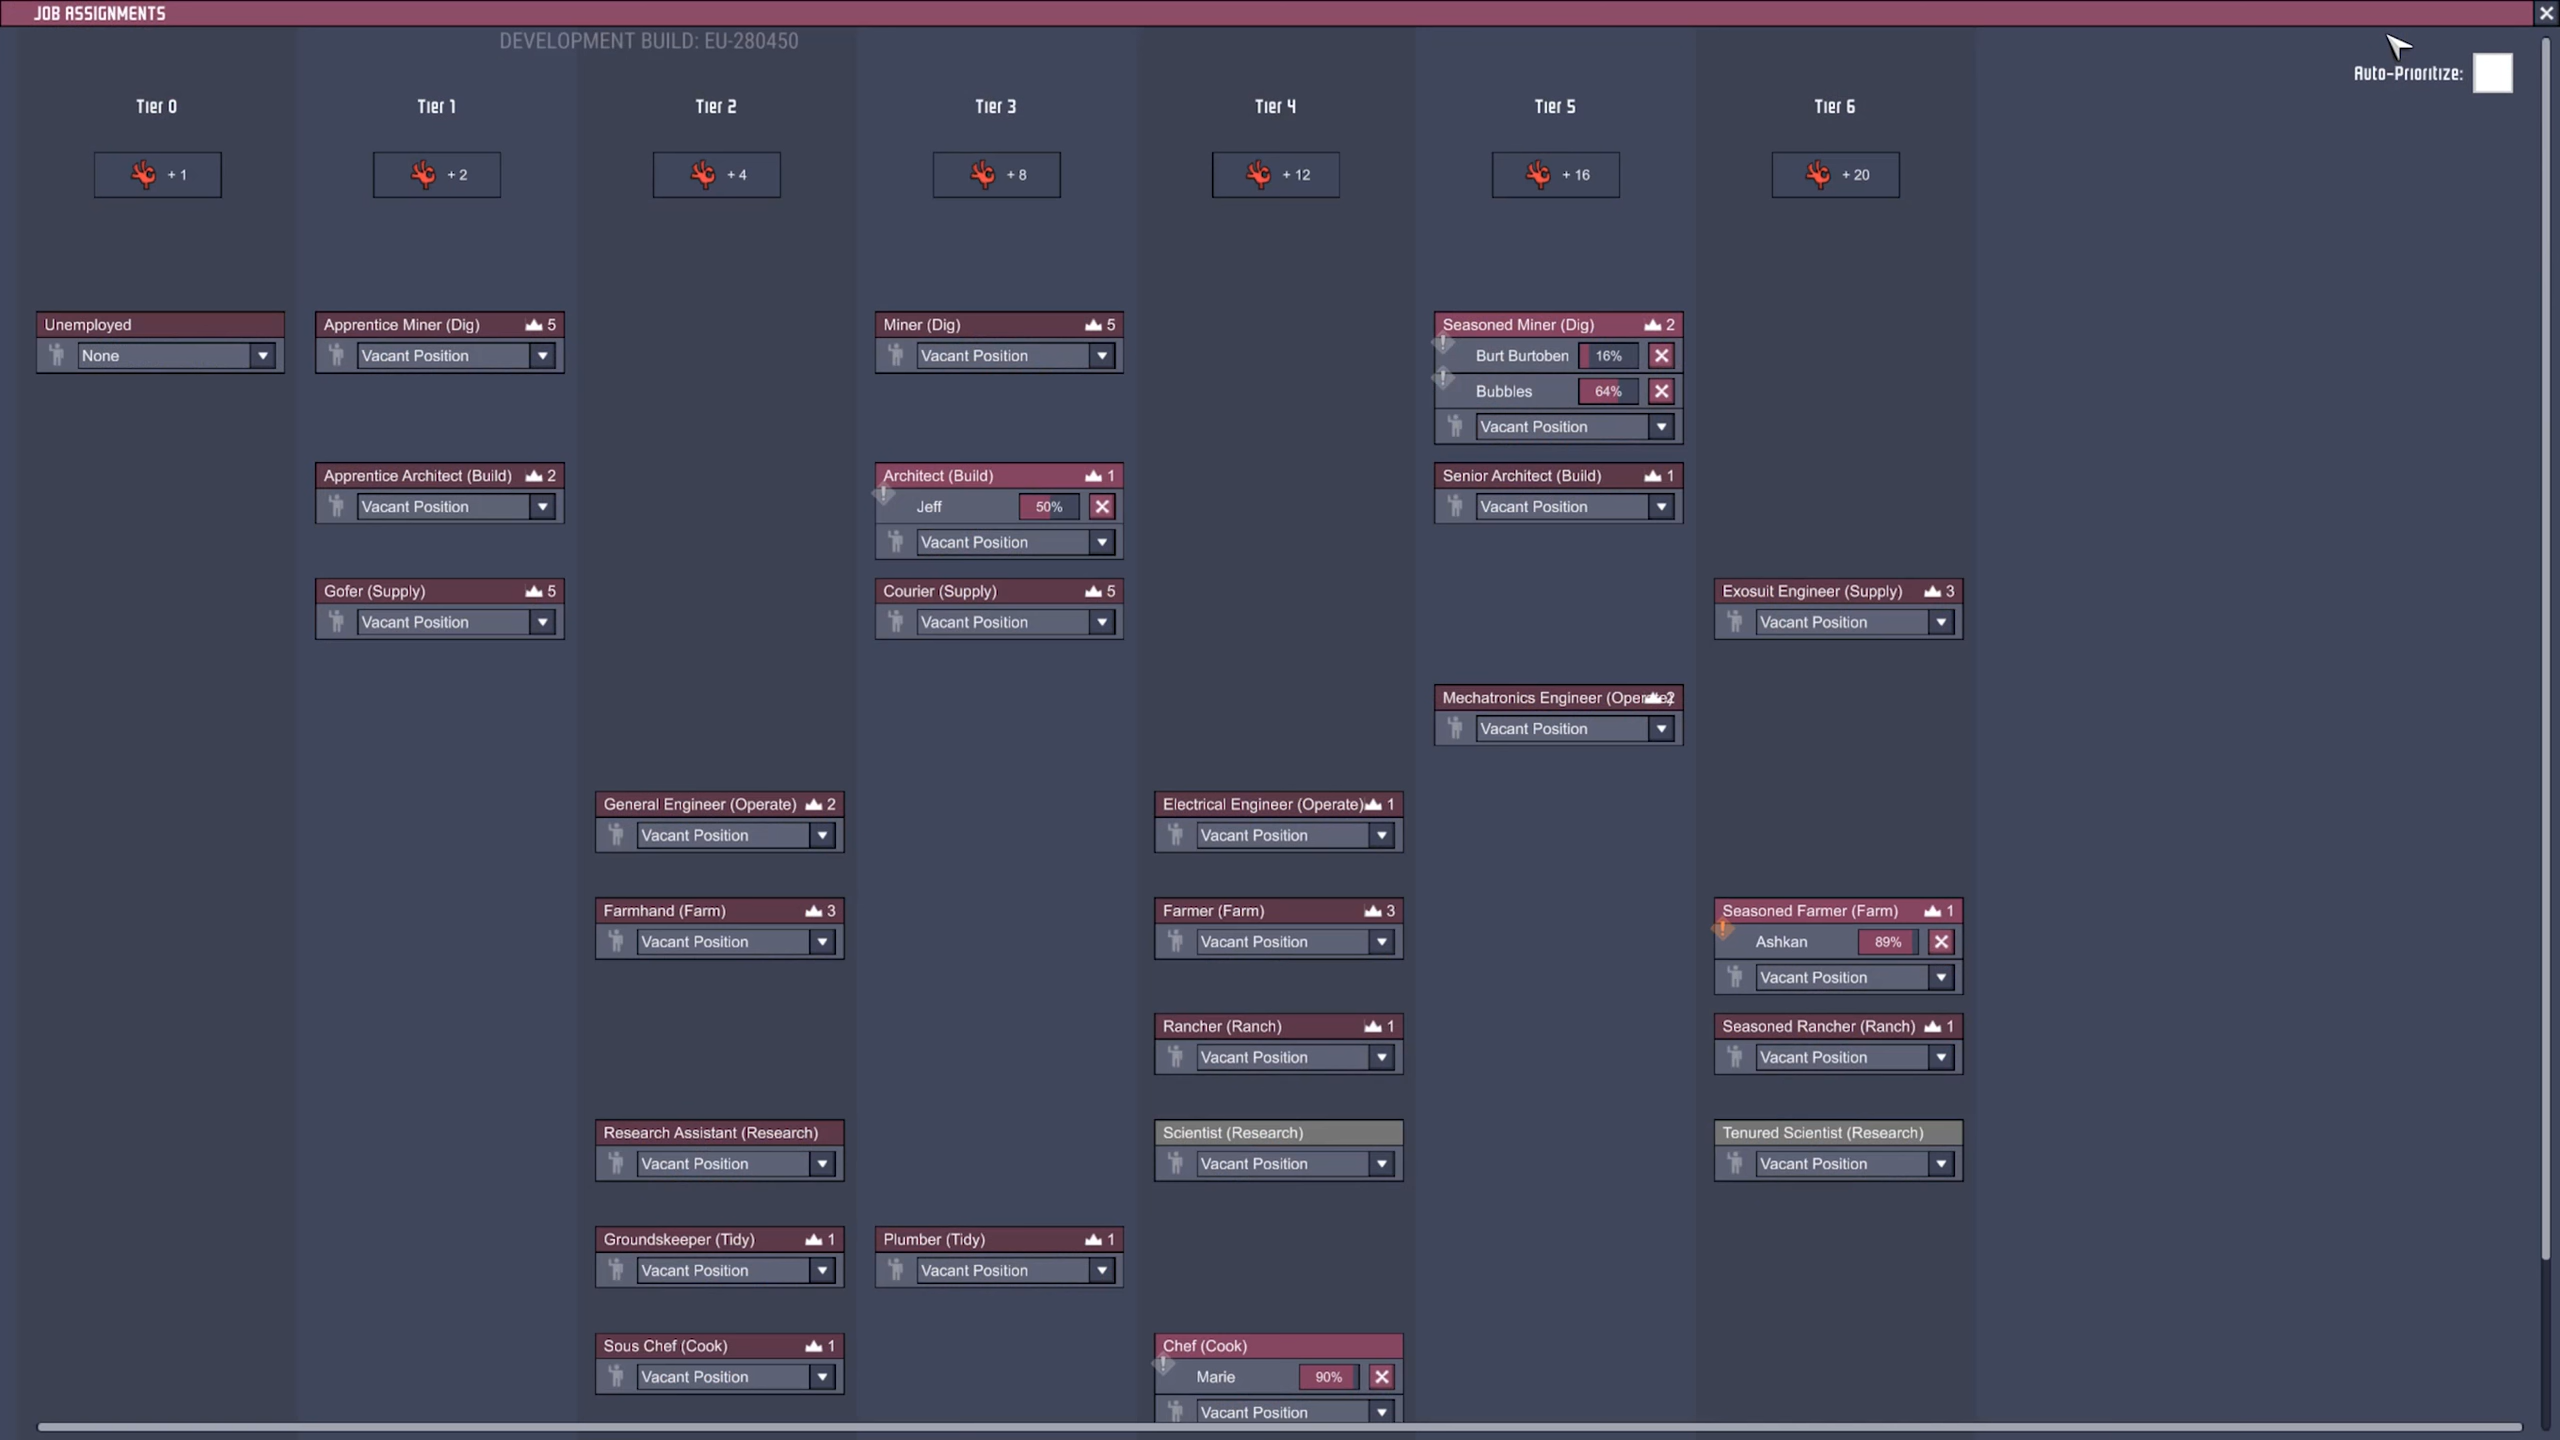 JOB ASSIGNMENTS
DEVELOPMENT BUILD: EU-280450
Auto-Prioritize:
Tier 0
Tier 1
Tier 2
Tier 3
Tier 4
Tier 5
Tier 6
+ 1
+ 2
+ 4
+ 8
+ 12
+ 16
+ 20
Unemployed
None
Apprentice Miner (Dig) 5
Vacant Position
Miner (Dig) 5
Vacant Position
Seasoned Miner (Dig) 2
Burt Burtoben 16%
Bubbles 64%
Vacant Position
Apprentice Architect (Build) 2
Vacant Position
Architect (Build) 1
Jeff 50%
Vacant Position
Senior Architect (Build) 1
Vacant Position
Gofer (Supply) 5
Vacant Position
Courier (Supply) 5
Vacant Position
Exosuit Engineer (Supply) 3
Vacant Position
Mechatronics Engineer (Operate) 2
Vacant Position
General Engineer (Operate) 2
Vacant Position
Electrical Engineer (Operate) 1
Vacant Position
Farmhand (Farm) 3
Vacant Position
Farmer (Farm) 3
Vacant Position
Seasoned Farmer (Farm) 1
Ashkan 89%
Vacant Position
Rancher (Ranch) 1
Vacant Position
Seasoned Rancher (Ranch) 1
Vacant Position
Research Assistant (Research)
Vacant Position
Scientist (Research)
Vacant Position
Tenured Scientist (Research)
Vacant Position
Groundskeeper (Tidy) 1
Vacant Position
Plumber (Tidy) 1
Vacant Position
Sous Chef (Cook) 1
Vacant Position
Chef (Cook)
Marie 90%
Vacant Position